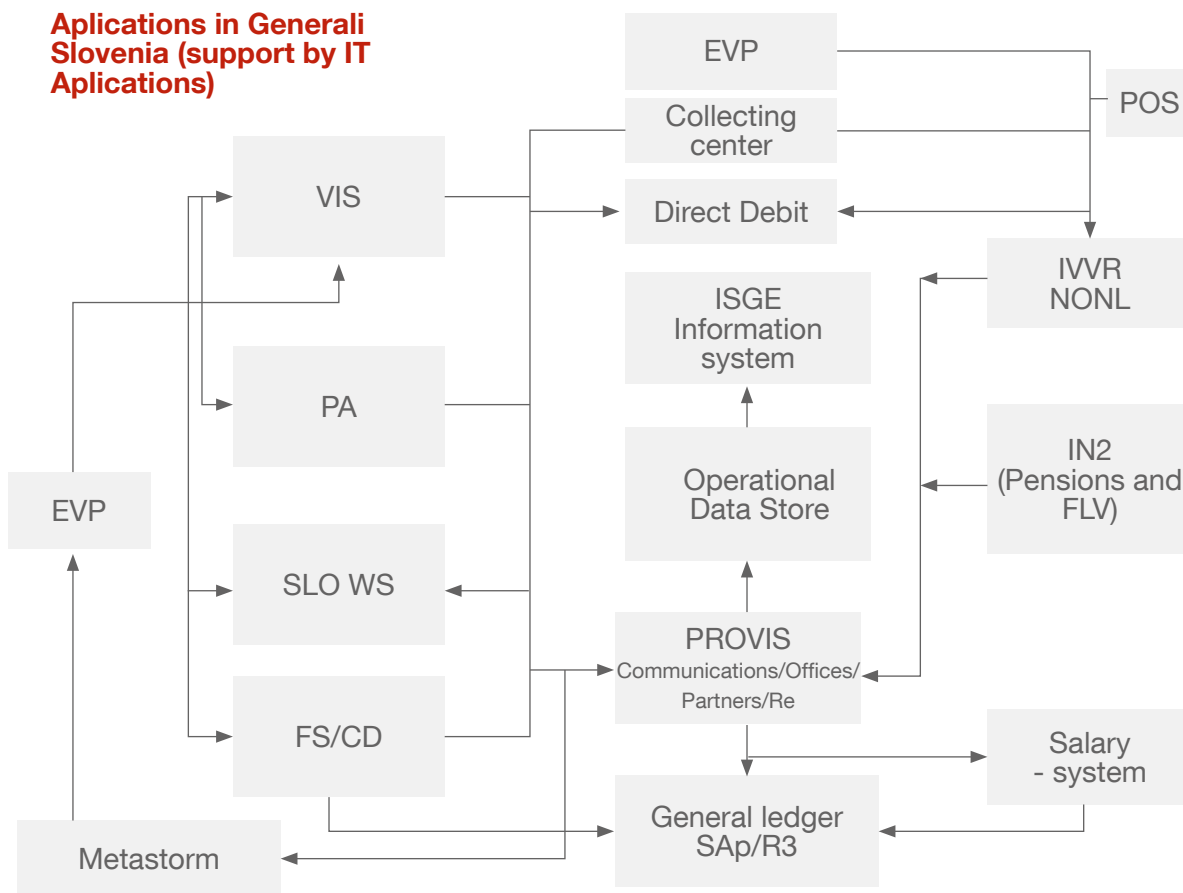 Aplications in Generali
Slovenia (support by IT
Aplications)
EVP
POS
Collecting
center
VIS
Direct Debit
IVVR
NONL
ISGE
Information
system
PA
IN2
(Pensions and
FLV)
Operational
Data Store
EVP
SLO WS
PROVIS
Communications/Offices/
Partners/Re
FS/CD
Salary
- system
General ledger
SAp/R3
Metastorm